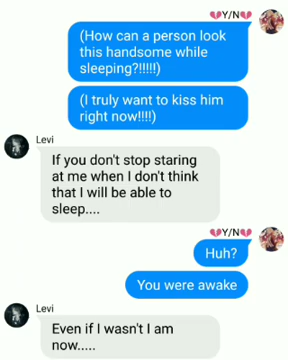 💔Y/N💔
(How can a person look
this handsome while
sleeping?!!!!!)
(I truly want to kiss him
right now!!!!)
Levi
If you don't stop staring
at me when I don't think
that I will be able to
sleep....
💔Y/N💔
Huh?
You were awake
Levi
Even if I wasn't I am
now.....